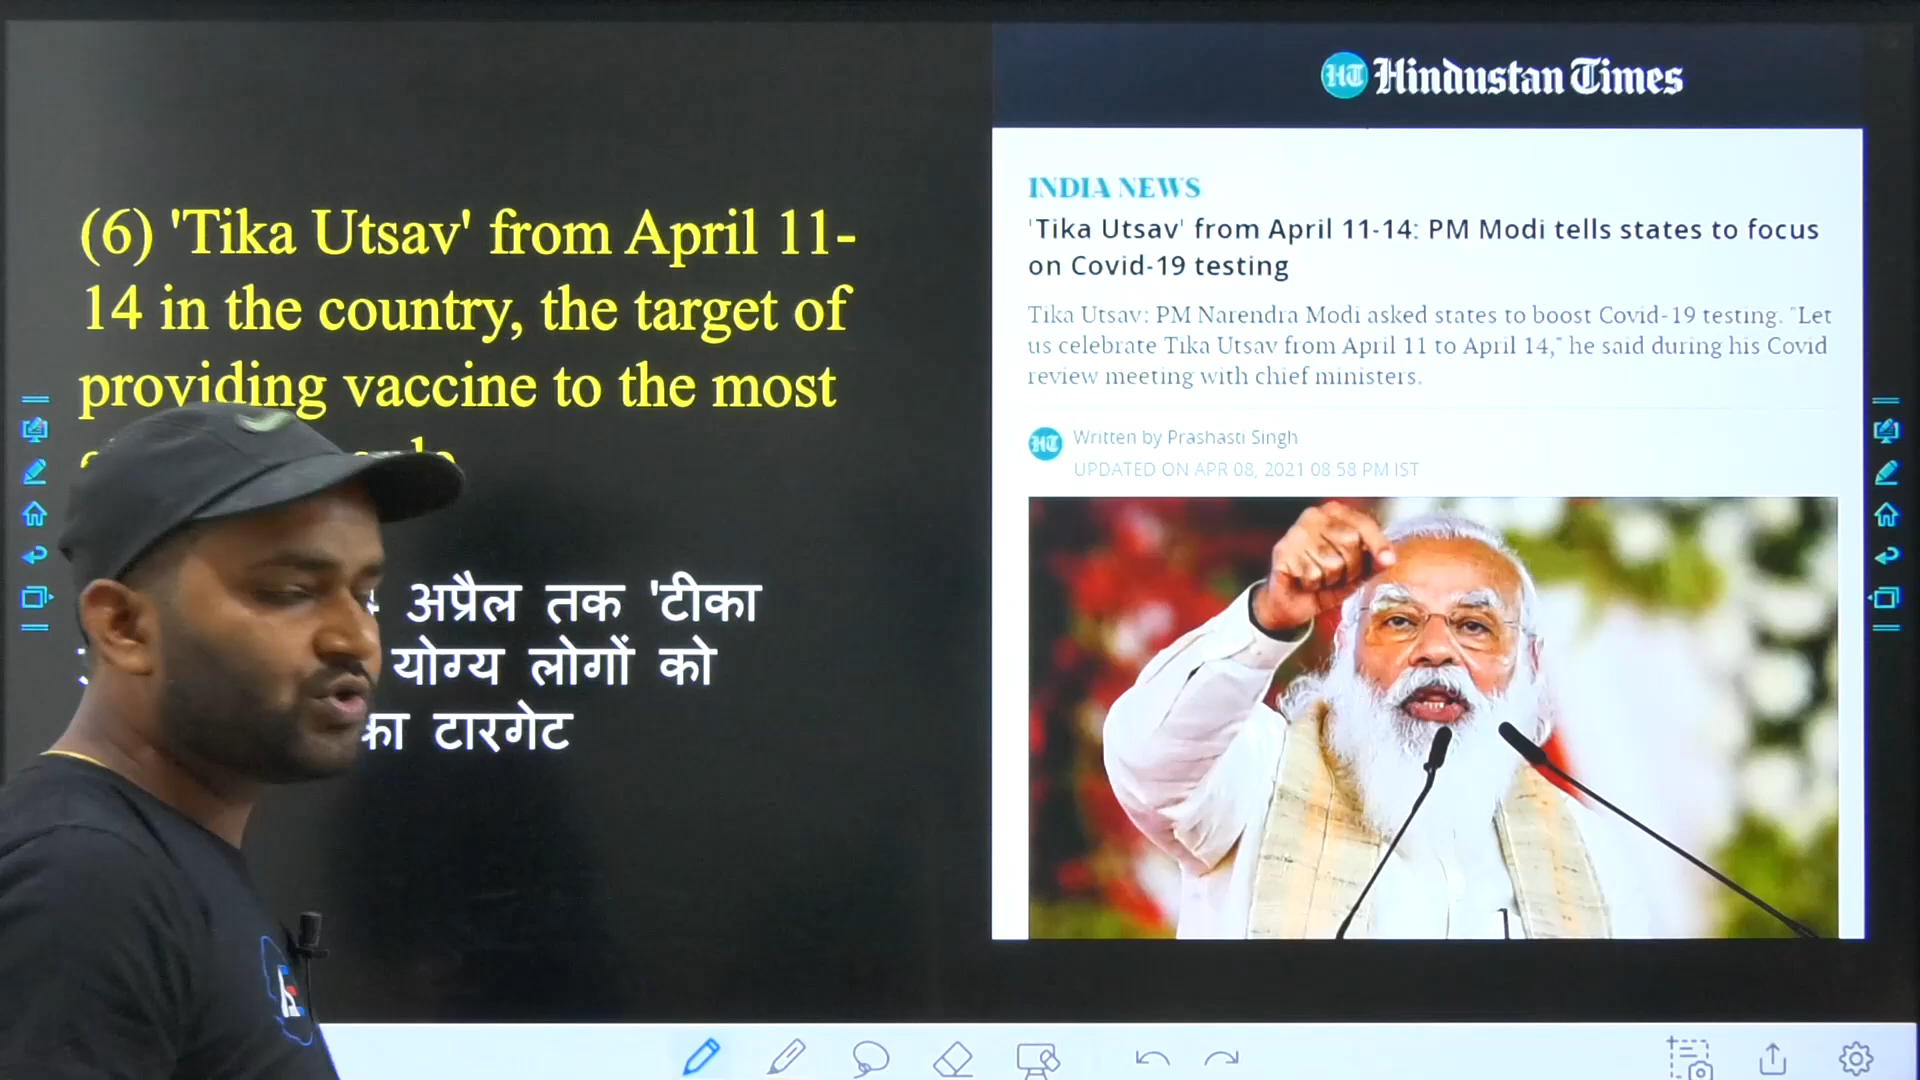 (6) 'Tika Utsav' from April 11-
14 in the country, the target of
providing vaccine to the most
अप्रैल तक 'टीका
योग्य लोगों को
का टारगेट
HT Hindustan Times
INDIA NEWS
'Tika Utsav' from April 11-14: PM Modi tells states to focus
on Covid-19 testing
Tika Utsav: PM Narendra Modi asked states to boost Covid-19 testing. "Let
us celebrate Tika Utsav from April 11 to April 14," he said during his Covid
review meeting with chief ministers.
HT Written by Prashasti Singh
UPDATED ON APR 08, 2021 08:58 PM IST